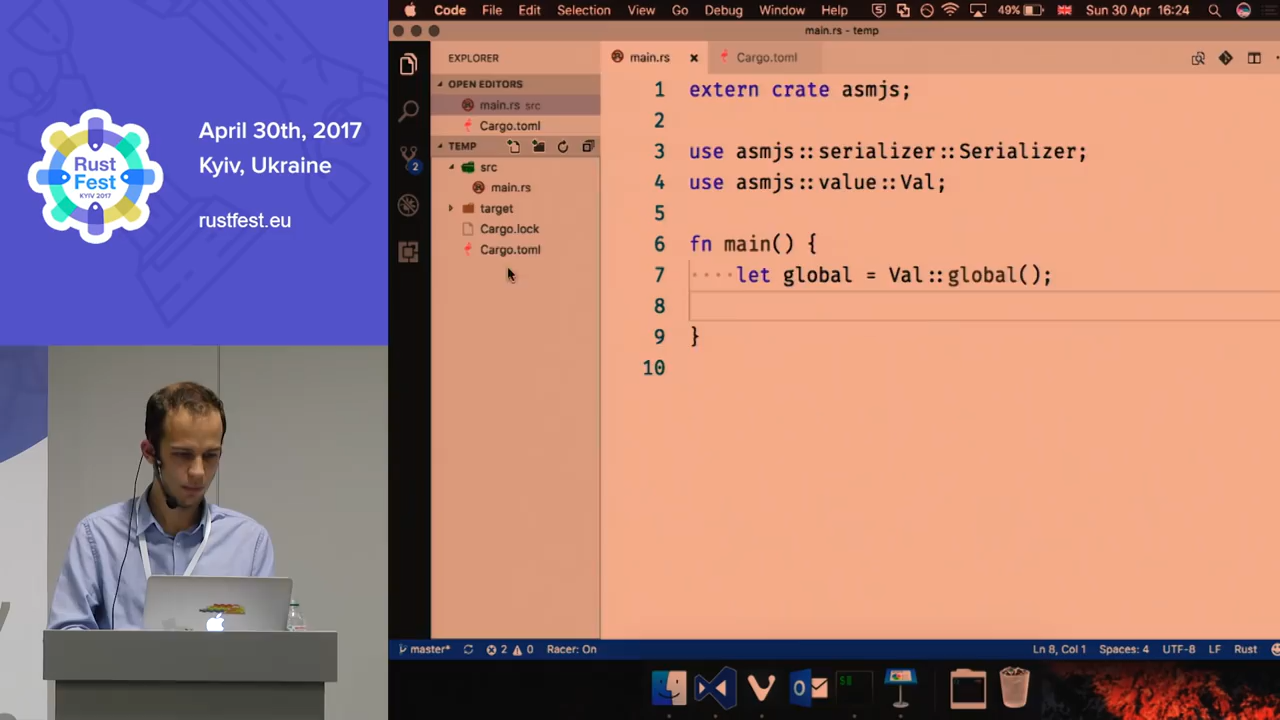 April 30th, 2017
Kyiv, Ukraine
rustfest.eu
Rust
Fest
KYIV 2017
Code File Edit Selection View Go Debug Window Help 49% Sun 30 Apr 16:24
main.rs - temp
EXPLORER
OPEN EDITORS
main.rs src
Cargo.toml
TEMP
src
main.rs
target
Cargo.lock
Cargo.toml
2
main.rs Cargo.toml
1 extern crate asmjs;
2
3 use asmjs::serializer::Serializer;
4 use asmjs::value::Val;
5
6 fn main() {
7 let global = Val::global();
8
9 }
10
master* 2 0 Racer: On Ln 8, Col 1 Spaces: 4 UTF-8 LF Rust